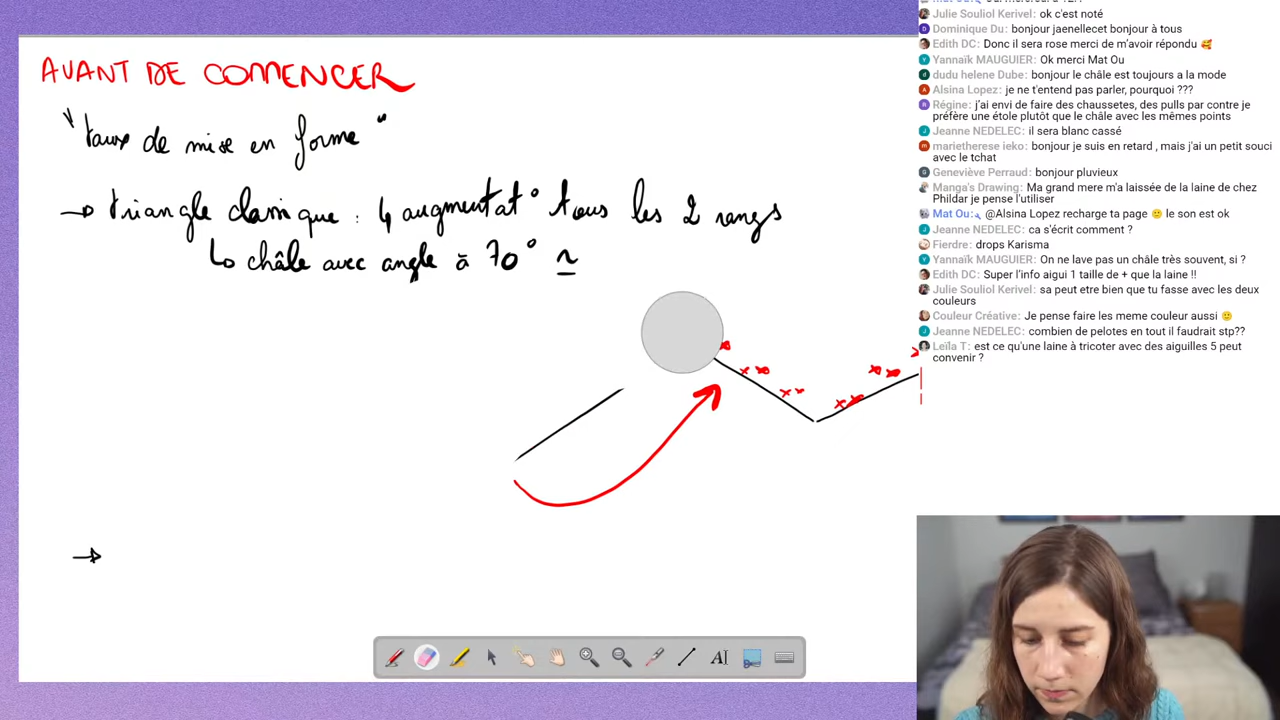 AVANT DE COMENCER
"taux de mise en forme"
→ triangle classique : 4 augmentat° tous les 2 rangs
↳ châle avec angle à 70° ~
→
Julie Souliol Kerivel: ok c'est noté
Dominique Du: bonjour jaenellecet bonjour à tous
Edith DC: Donc il sera rose merci de m'avoir répondu 🥰
Yannaïk MAUGUIER: Ok merci Mat Ou
dudu helene Dube: bonjour le châle est toujours a la mode
Alsina Lopez: je ne t'entend pas parler, pourquoi ???
Régine: j'ai envi de faire des chaussetes, des pulls par contre je
préfère une étole plutôt que le châle avec les mêmes points
Jeanne NEDELEC: il sera blanc cassé
marietherese ieko: bonjour je suis en retard , mais j'ai un petit souci
avec le tchat
Geneviève Perraud: bonjour pluvieux
Manga's Drawing: Ma grand mere m'a laissée de la laine de chez
Phildar je pense l'utiliser
Mat Ou: @Alsina Lopez recharge ta page 🙂 le son est ok
Jeanne NEDELEC: ca s'écrit comment ?
Fierdre: drops Karisma
Yannaïk MAUGUIER: On ne lave pas un châle très souvent, si ?
Edith DC: Super l'info aigui 1 taille de + que la laine !!
Julie Souliol Kerivel: sa peut etre bien que tu fasse avec les deux
couleurs
Couleur Créative: Je pense faire les meme couleur aussi 🙂
Jeanne NEDELEC: combien de pelotes en tout il faudrait stp??
Leïla T: est ce qu'une laine à tricoter avec des aiguilles 5 peut
convenir ?
AI